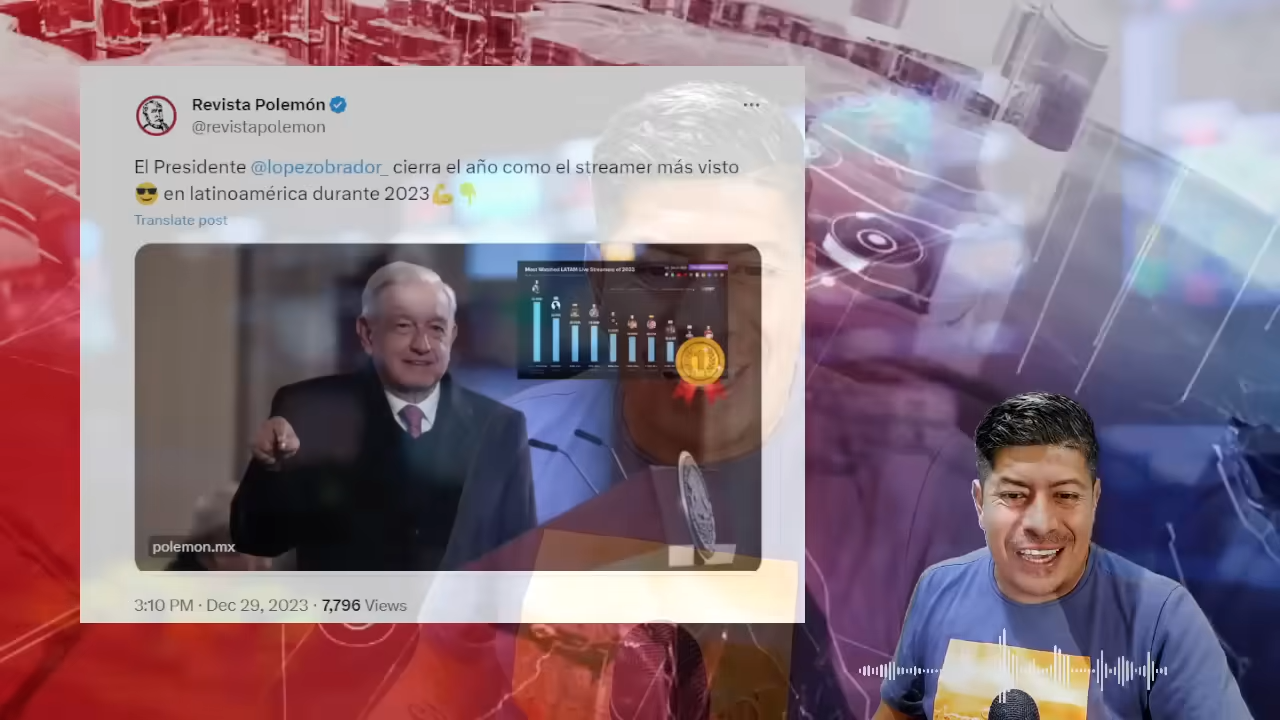 Revista Polemón
@revistapolemon
El Presidente @lopezobrador_ cierra el año como el streamer más visto
😎 en latinoamérica durante 2023💪👇
Translate post
Most Watched LATAM Live Streamers of 2023
polemon.mx
3:10 PM · Dec 29, 2023 · 7,796 Views